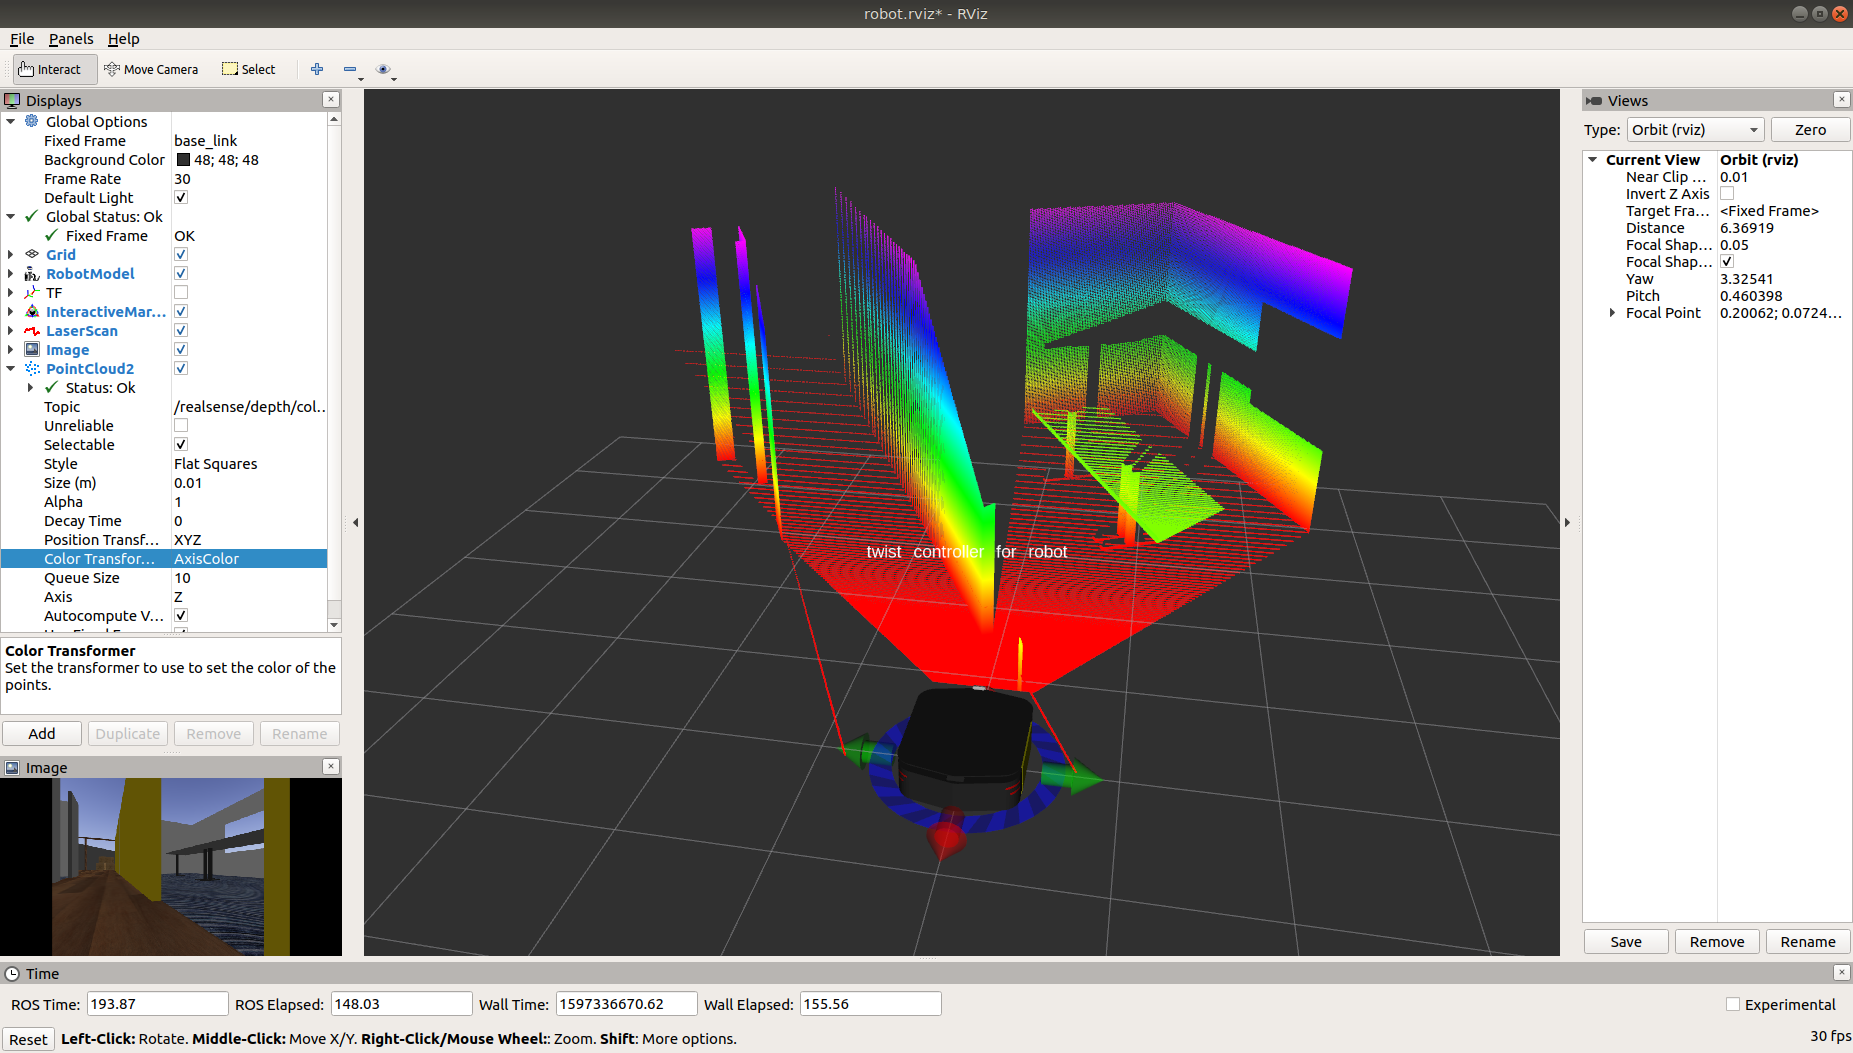 robot.rviz* - RViz
File Panels Help
Interact Move Camera Select
Displays
Global Options
Fixed Frame base_link
Background Color 48; 48; 48
Frame Rate 30
Default Light
Global Status: Ok
Fixed Frame OK
Grid
RobotModel
TF
InteractiveMar...
LaserScan
Image
PointCloud2
Status: Ok
Topic /realsense/depth/col...
Unreliable
Selectable
Style Flat Squares
Size (m) 0.01
Alpha 1
Decay Time 0
Position Transf... XYZ
Color Transfor... AxisColor
Queue Size 10
Axis Z
Autocompute V...
Color Transformer
Set the transformer to use to set the color of the
points.
Add Duplicate Remove Rename
Image
twist controller for robot
Views
Type: Orbit (rviz) Zero
Current View Orbit (rviz)
Near Clip ... 0.01
Invert Z Axis
Target Fra... <Fixed Frame>
Distance 6.36919
Focal Shap... 0.05
Focal Shap...
Yaw 3.32541
Pitch 0.460398
Focal Point 0.20062; 0.0724...
Save Remove Rename
Time
ROS Time: 193.87 ROS Elapsed: 148.03 Wall Time: 1597336670.62 Wall Elapsed: 155.56 Experimental
Reset Left-Click: Rotate. Middle-Click: Move X/Y. Right-Click/Mouse Wheel:: Zoom. Shift: More options. 30 fps